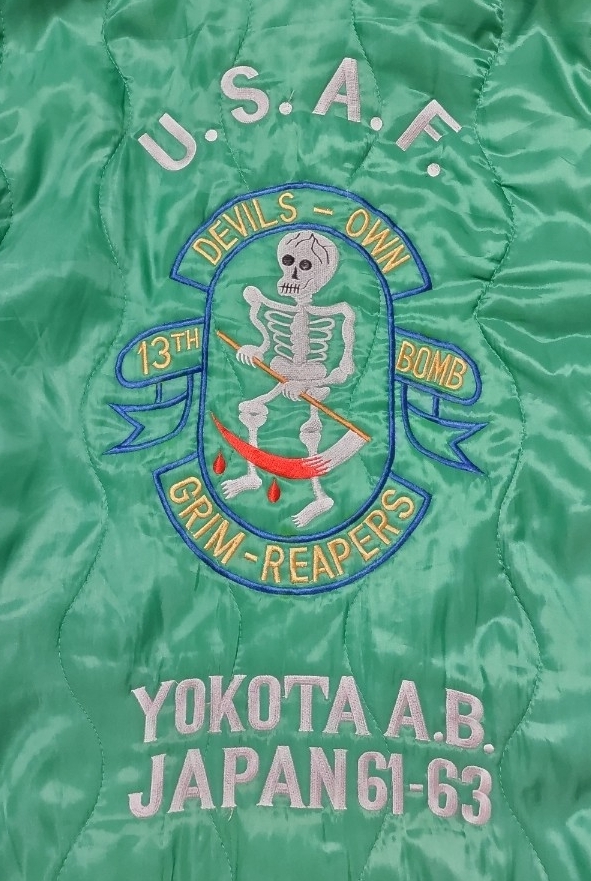 U.S.A.F.
DEVILS - OWN
13TH BOMB
GRIM-REAPERS
YOKOTA A.B.
JAPAN 61-63